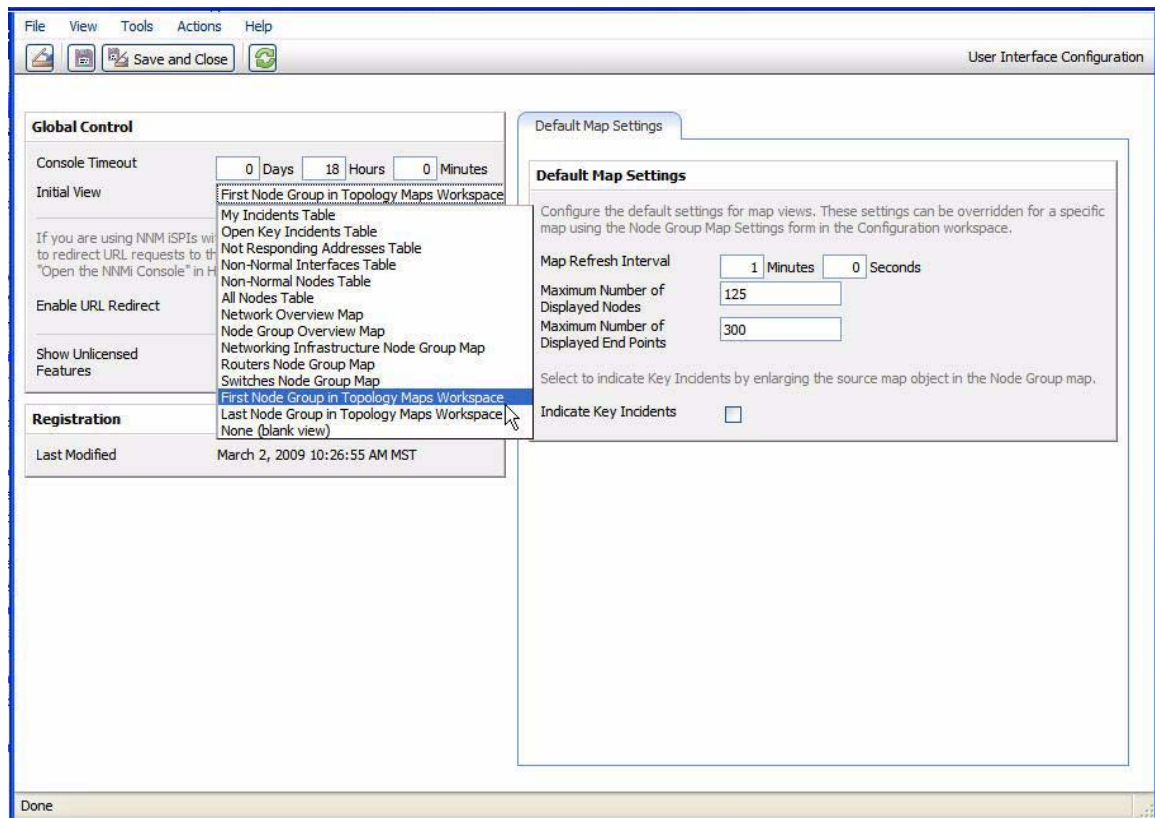 File View Tools Actions Help
Save and Close
User Interface Configuration
Global Control
Console Timeout 0 Days 18 Hours 0 Minutes
Initial View First Node Group in Topology Maps Workspace
My Incidents Table
Open Key Incidents Table
Not Responding Addresses Table
Non-Normal Interfaces Table
Non-Normal Nodes Table
All Nodes Table
Network Overview Map
Node Group Overview Map
Networking Infrastructure Node Group Map
Routers Node Group Map
Switches Node Group Map
First Node Group in Topology Maps Workspace
Last Node Group in Topology Maps Workspace
None (blank view)
If you are using NNM iSPIs wi
to redirect URL requests to th
"Open the NNMi Console" in H
Enable URL Redirect
Show Unlicensed
Features
Registration
Last Modified March 2, 2009 10:26:55 AM MST
Default Map Settings
Default Map Settings
Configure the default settings for map views. These settings can be overridden for a specific
map using the Node Group Map Settings form in the Configuration workspace.
Map Refresh Interval 1 Minutes 0 Seconds
Maximum Number of
Displayed Nodes 125
Maximum Number of
Displayed End Points 300
Select to indicate Key Incidents by enlarging the source map object in the Node Group map.
Indicate Key Incidents
Done